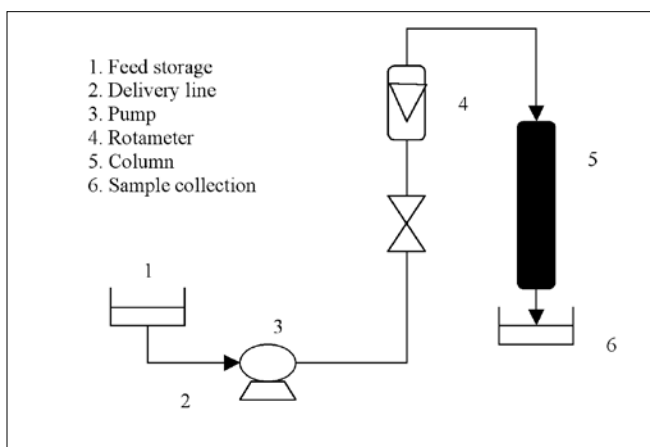 1. Feed storage
2. Delivery line
3. Pump
4. Rotameter
5. Column
6. Sample collection
4
5
1
3
2
6